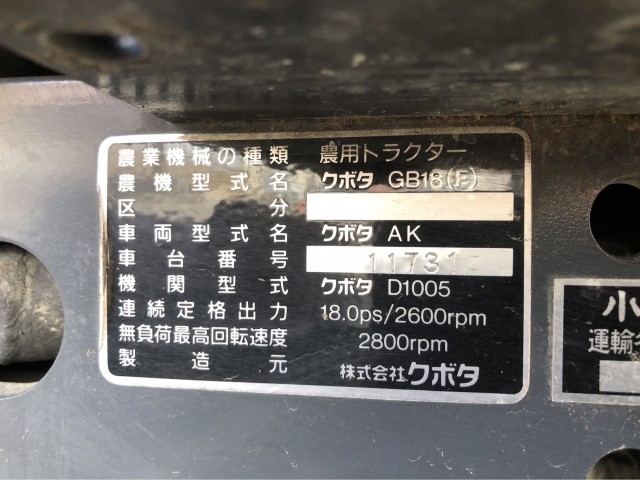 農業機械の種類 農用トラクター
農機型式名 クボタ GB18(F)
区分
車両型式名 クボタ AK
車台番号 11731
機関型式 クボタ D1005
連続定格出力 18.0ps/2600rpm
無負荷最高回転速度 2800rpm
製造元 株式会社クボタ
小
運輸